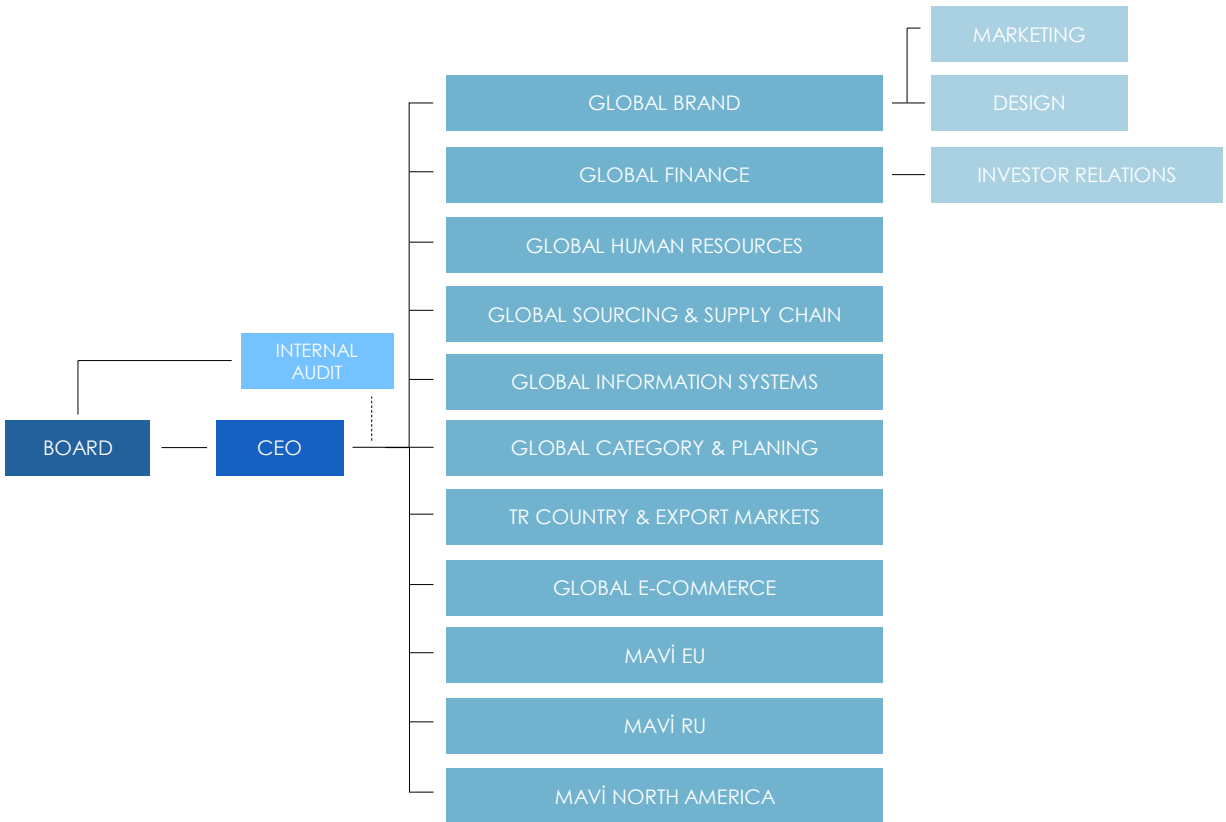 MARKETING
GLOBAL BRAND
DESIGN
GLOBAL FINANCE
INVESTOR RELATIONS
GLOBAL HUMAN RESOURCES
GLOBAL SOURCING & SUPPLY CHAIN
INTERNAL
AUDIT
GLOBAL INFORMATION SYSTEMS
BOARD
CEO
GLOBAL CATEGORY & PLANING
TR COUNTRY & EXPORT MARKETS
GLOBAL E-COMMERCE
MAVİ EU
MAVİ RU
MAVİ NORTH AMERICA